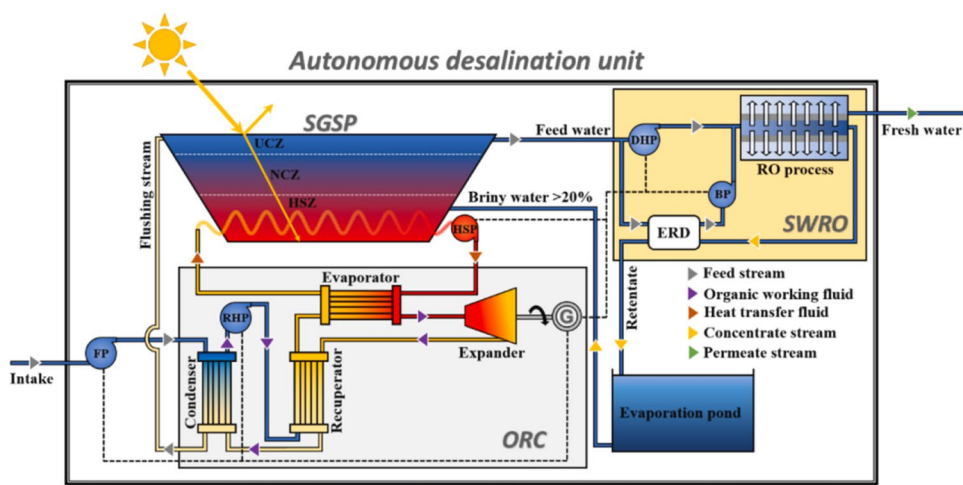 Autonomous desalination unit
SGSP
UCZ
NCZ
HSZ
Flushing stream
Feed water
DHP
BP
RO process
Fresh water
Briny water >20%
HSP
ERD
SWRO
Evaporator
RHP
Expander
G
Retentate
Feed stream
Organic working fluid
Heat transfer fluid
Concentrate stream
Permeate stream
FP
Intake
Condenser
Recuperator
ORC
Evaporation pond